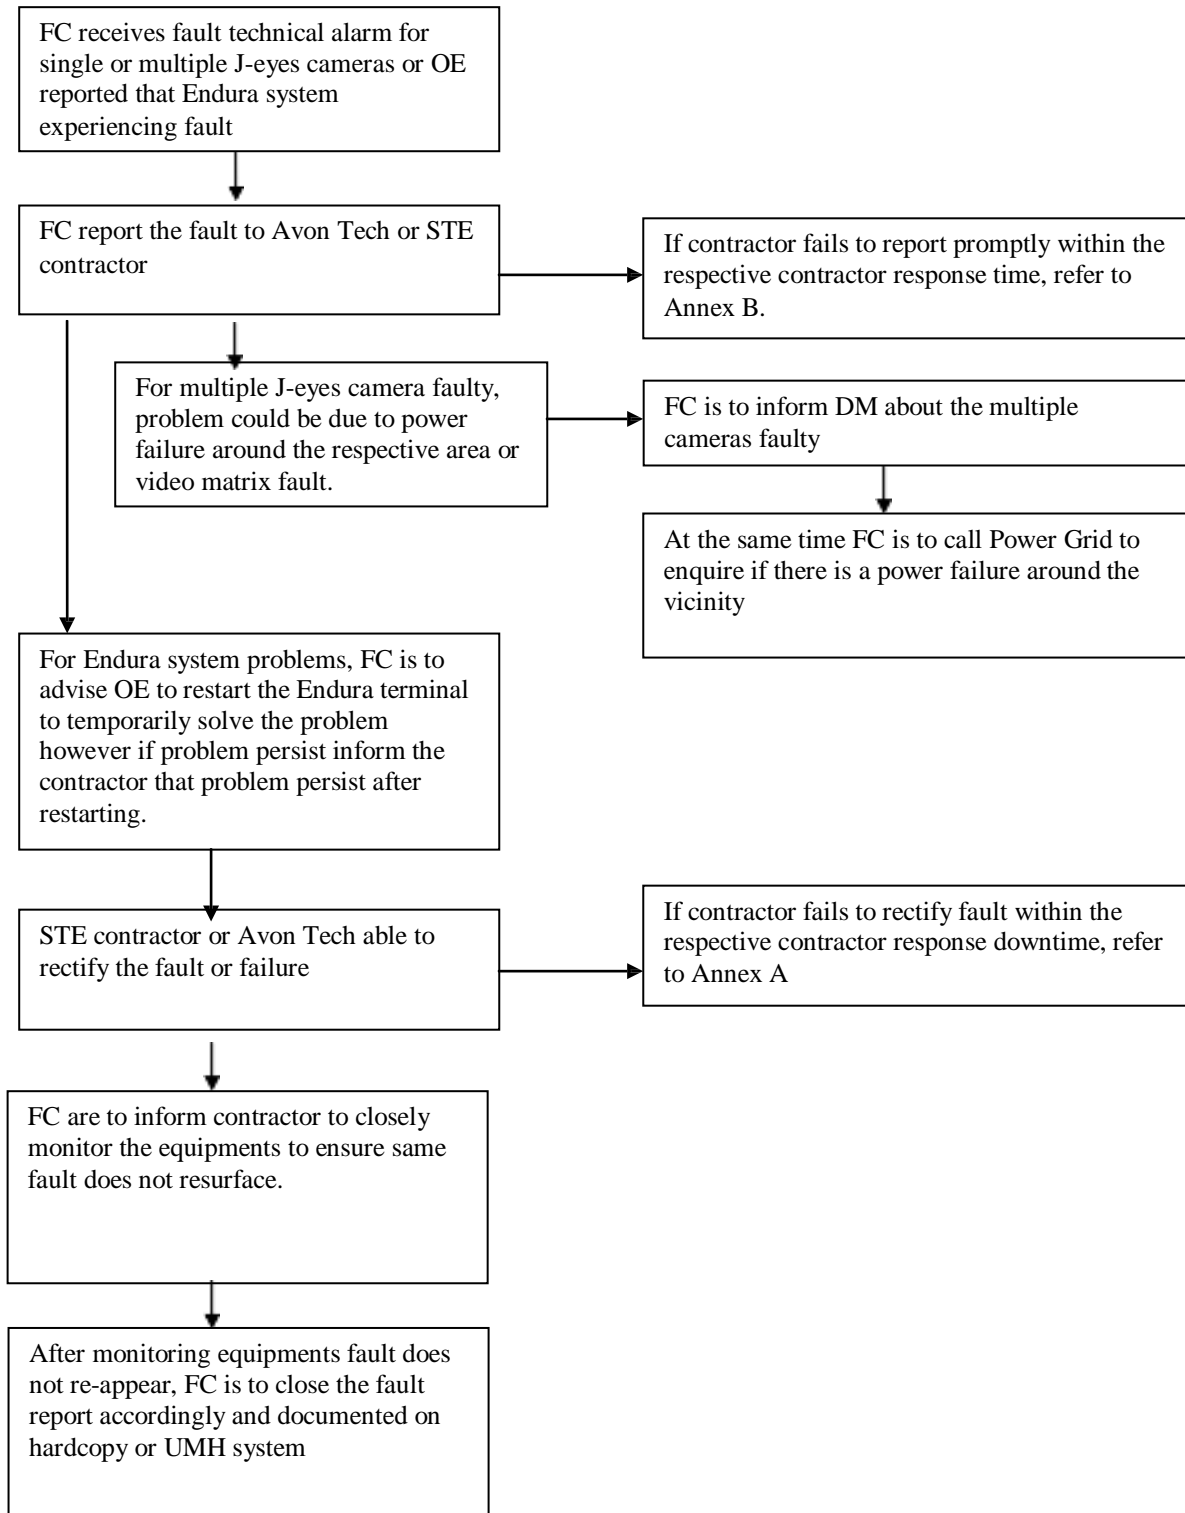 FC receives fault technical alarm for
single or multiple J-eyes cameras or OE
reported that Endura system
experiencing fault
FC report the fault to Avon Tech or STE
contractor
If contractor fails to report promptly within the
respective contractor response time, refer to
Annex B.
For multiple J-eyes camera faulty,
problem could be due to power
failure around the respective area or
video matrix fault.
FC is to inform DM about the multiple
cameras faulty
At the same time FC is to call Power Grid to
enquire if there is a power failure around the
vicinity
For Endura system problems, FC is to
advise OE to restart the Endura terminal
to temporarily solve the problem
however if problem persist inform the
contractor that problem persist after
restarting.
STE contractor or Avon Tech able to
rectify the fault or failure
If contractor fails to rectify fault within the
respective contractor response downtime, refer
to Annex A
FC are to inform contractor to closely
monitor the equipments to ensure same
fault does not resurface.
After monitoring equipments fault does
not re-appear, FC is to close the fault
report accordingly and documented on
hardcopy or UMH system